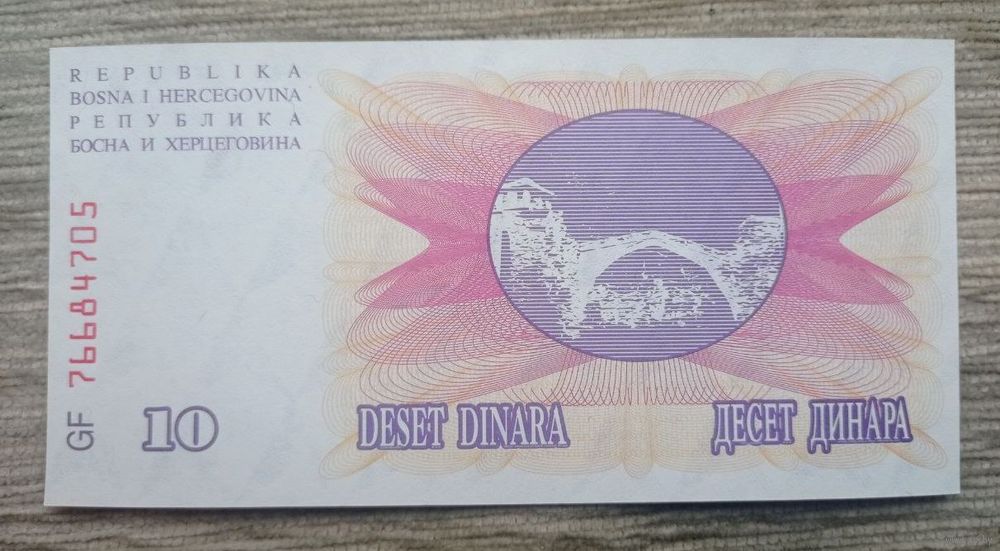 REPUBLIKA
BOSNA I HERCEGOVINA
РЕПУБЛИКА
БОСНА И ХЕРЦЕГОВИНА
GF 76684705
10
DESET DINARA
ДЕСЕТ ДИНАРА